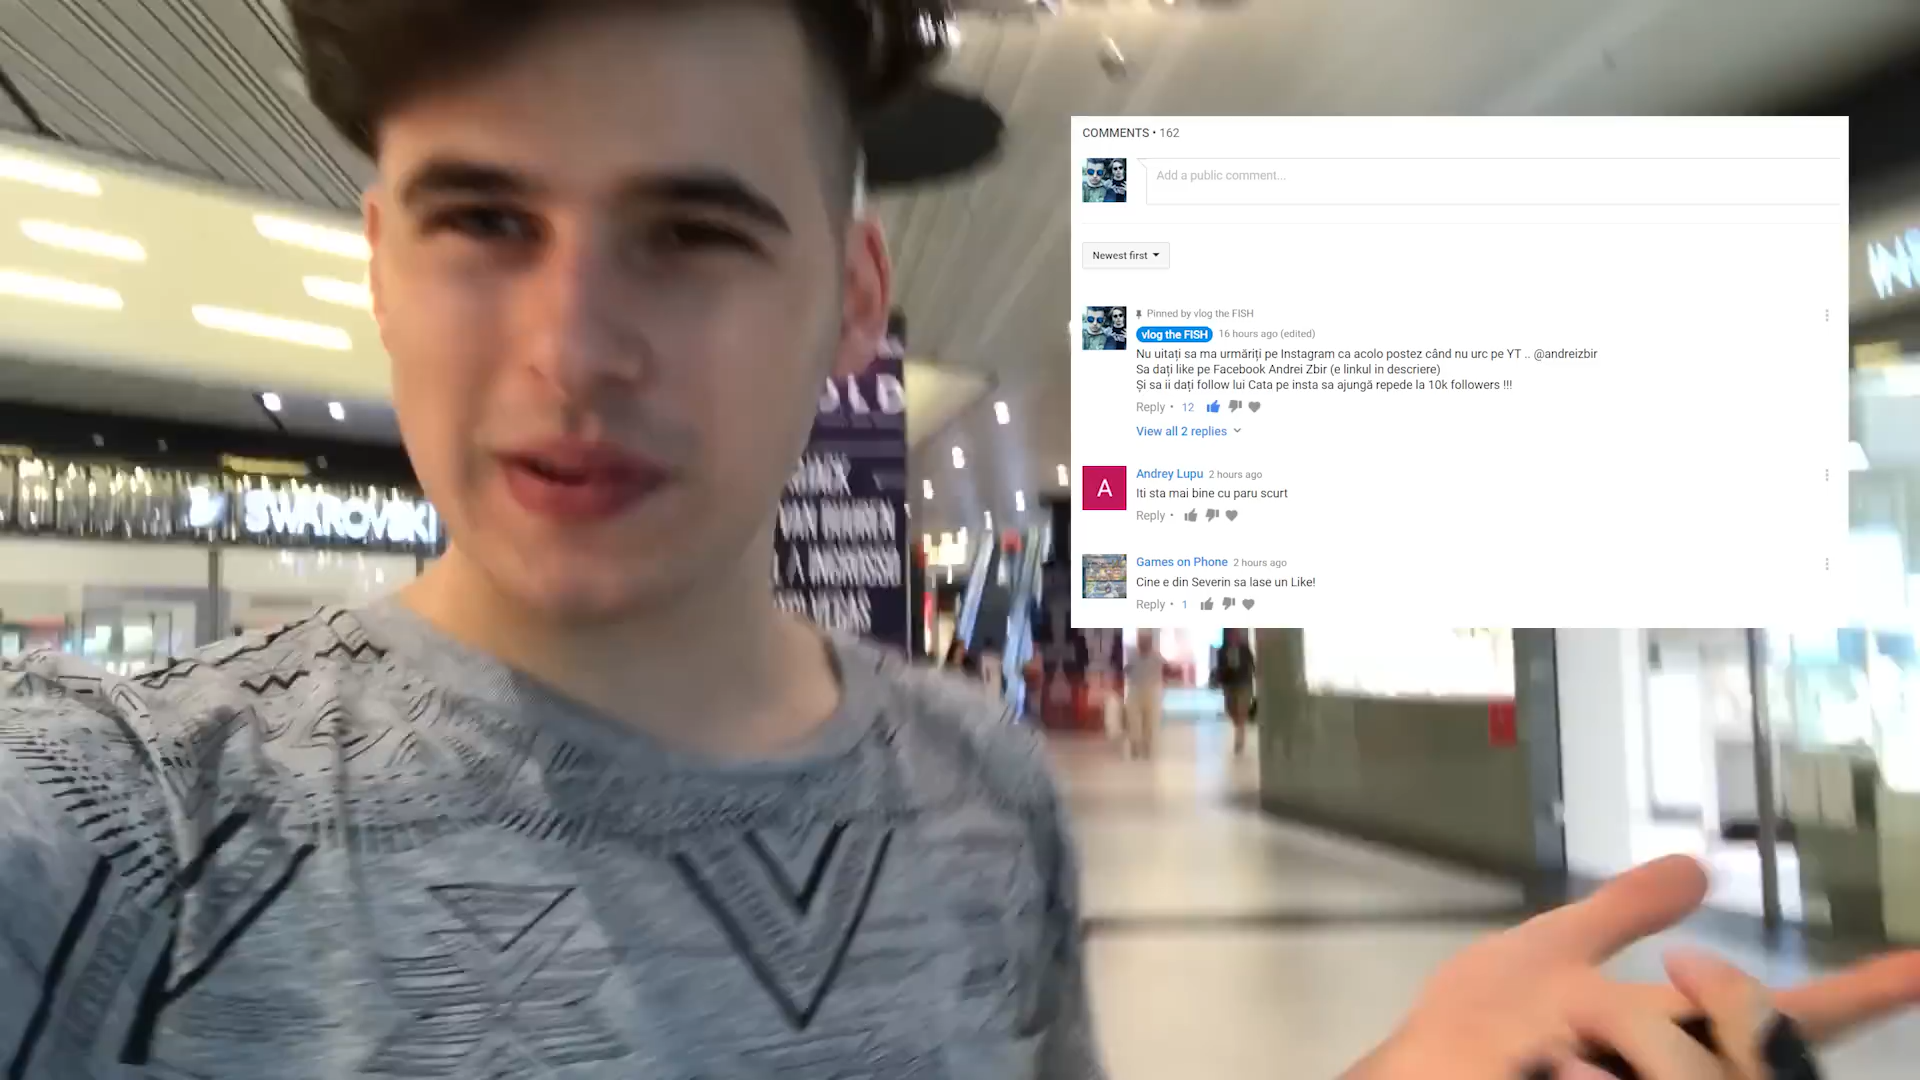 COMMENTS • 162
Add a public comment...
Newest first
Pinned by vlog the FISH
vlog the FISH 16 hours ago (edited)
Nu uitați sa ma urmăriți pe Instagram ca acolo postez când nu urc pe YT .. @andreizbir
Sa dați like pe Facebook Andrei Zbir (e linkul in descriere)
Și sa ii dați follow lui Cata pe insta sa ajungă repede la 10k followers !!!
Reply • 12
View all 2 replies
A
Andrey Lupu 2 hours ago
Iti sta mai bine cu paru scurt
Reply •
Games on Phone 2 hours ago
Cine e din Severin sa lase un Like!
Reply • 1
SWAROVSKI